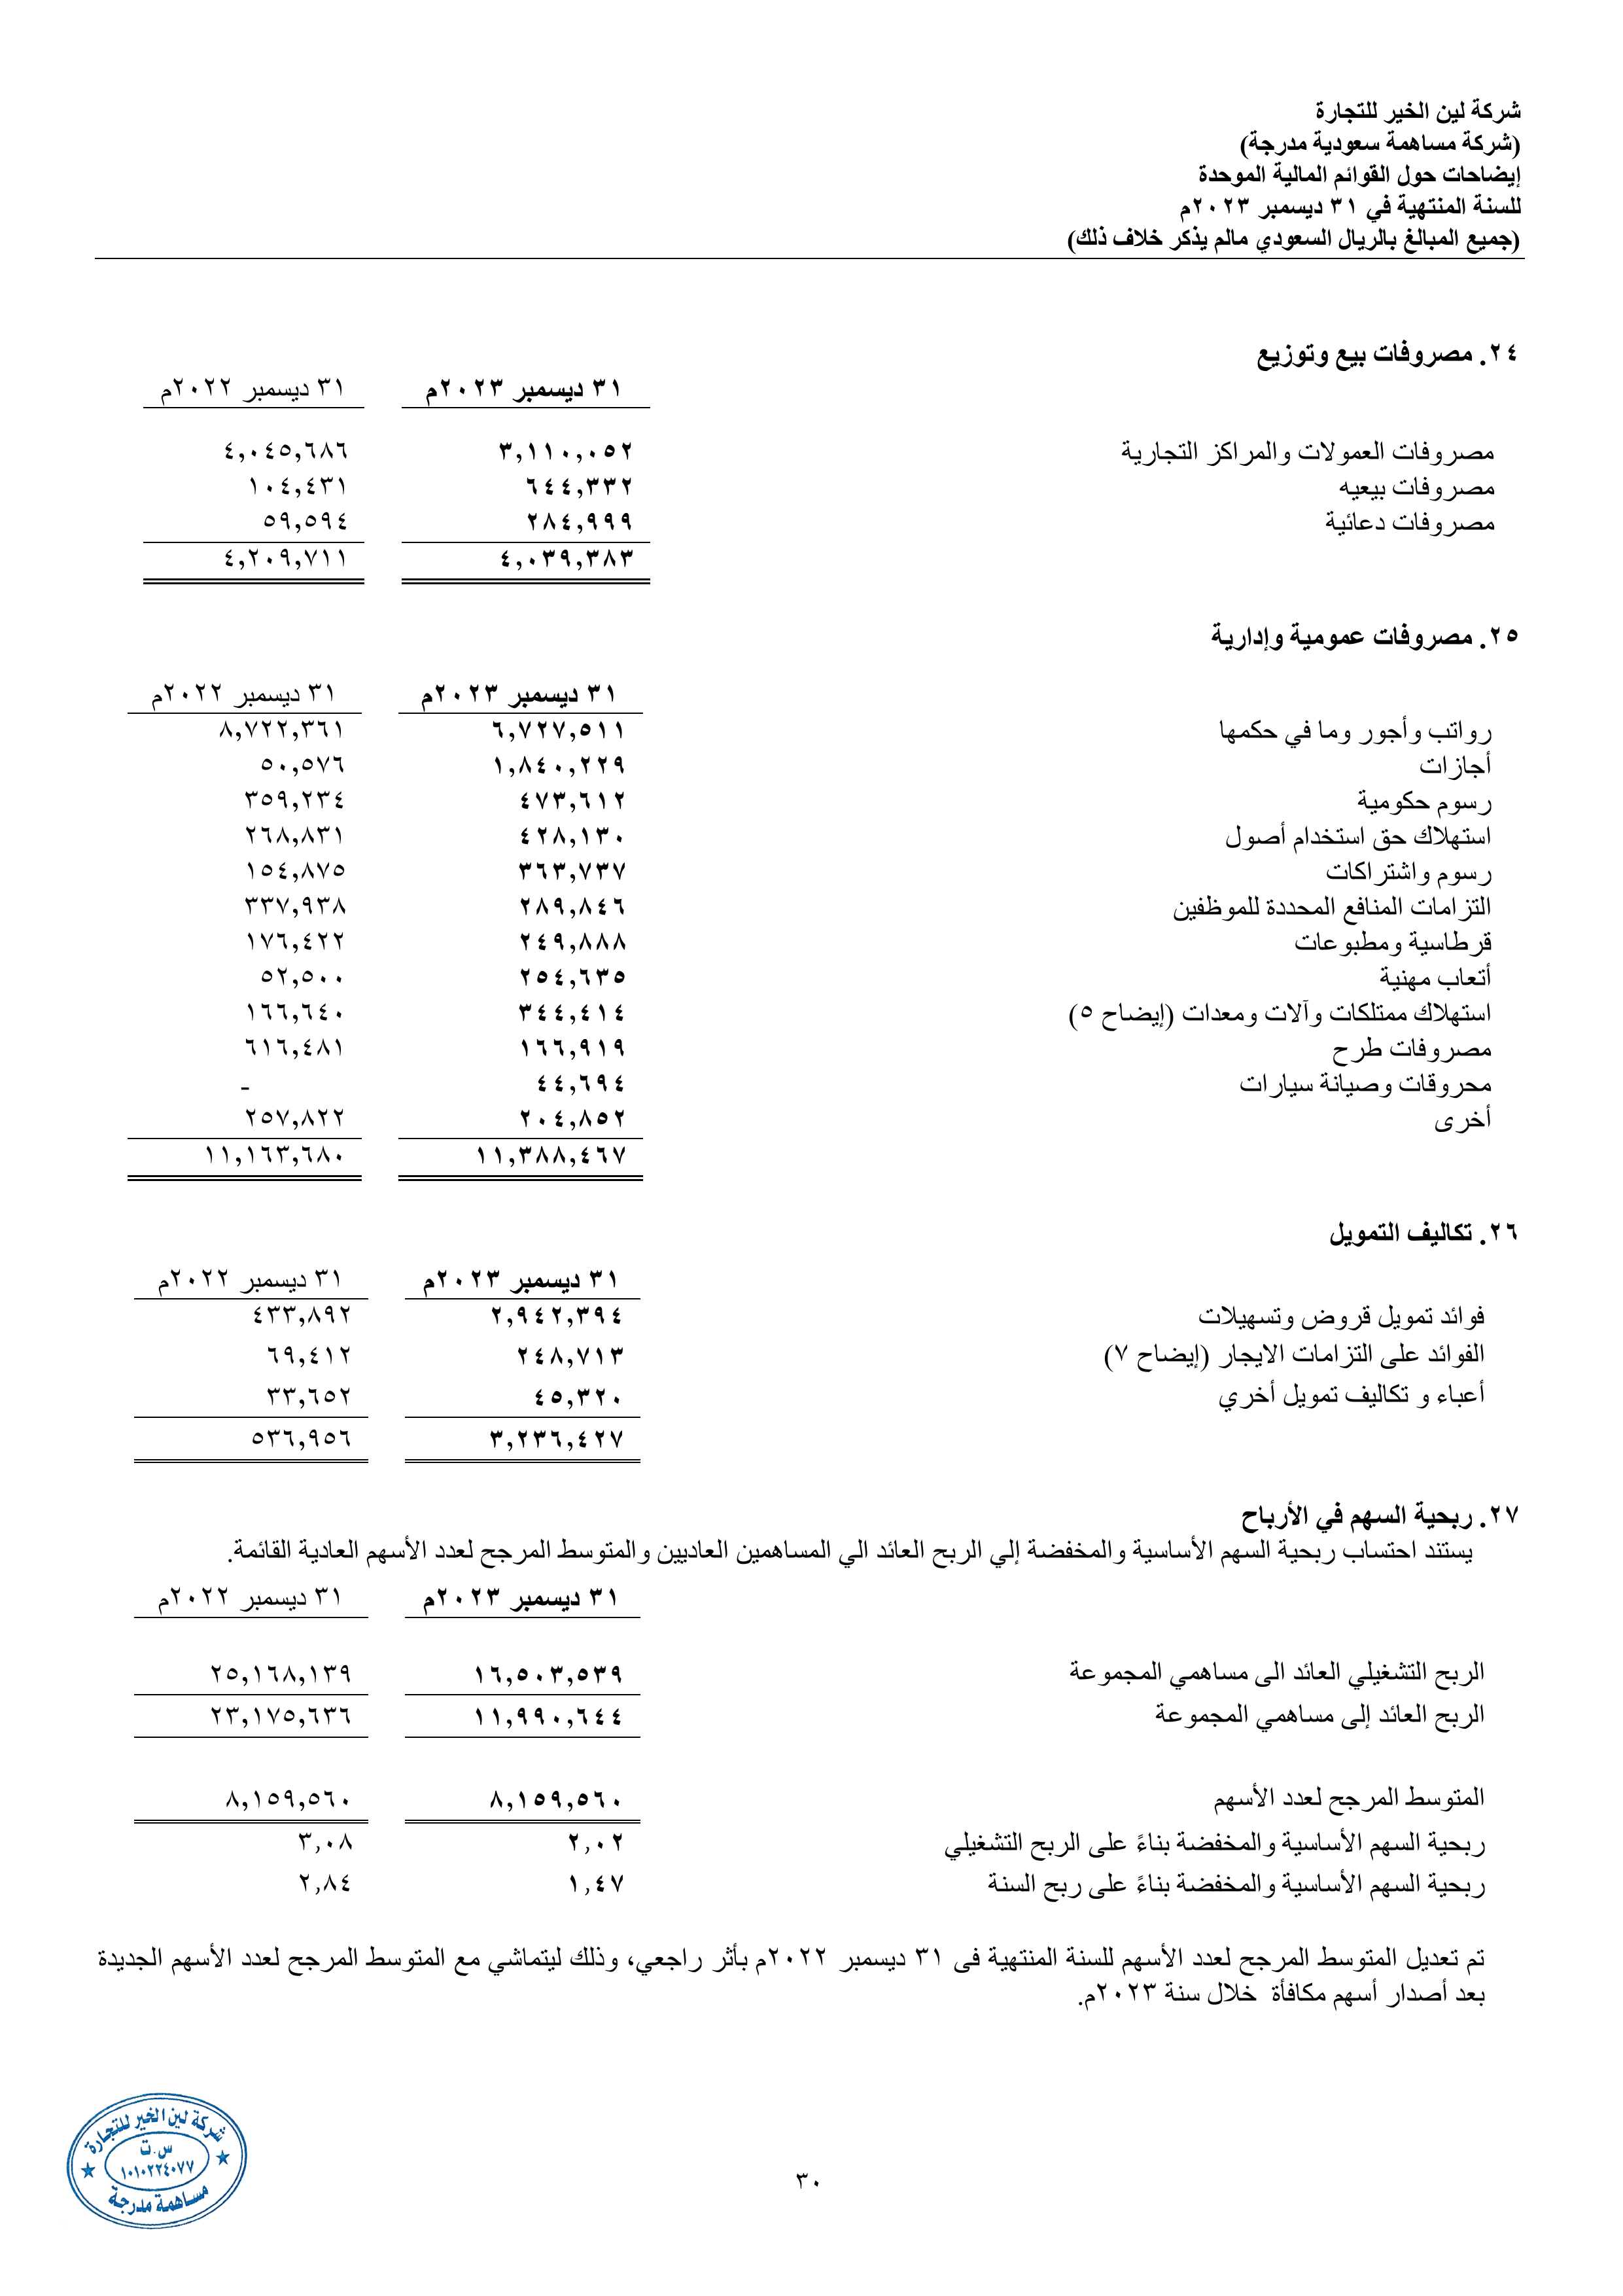 شركة لين الخير للتجارة
(شركة مساهمة سعودية مدرجة)
إيضاحات حول القوائم المالية الموحدة
للسنة المنتهية في ٣١ ديسمبر ٢٠٢٣م
(جميع المبالغ بالريال السعودي مالم يذكر خلاف ذلك)
٢٤. مصروفات بيع وتوزيع
٣١ ديسمبر ٢٠٢٣م ٣١ ديسمبر ٢٠٢٢م
مصروفات العمولات والمراكز التجارية ٣,١١٠,٠٥٢ ٤,٠٤٥,٦٨٦
مصروفات بيعيه ٦٤٤,٣٣٢ ١٠٤,٤٣١
مصروفات دعائية ٢٨٤,٩٩٩ ٥٩,٥٩٤
٤,٠٣٩,٣٨٣ ٤,٢٠٩,٧١١
٢٥. مصروفات عمومية وإدارية
٣١ ديسمبر ٢٠٢٣م ٣١ ديسمبر ٢٠٢٢م
رواتب وأجور وما في حكمها ٦,٧٢٧,٥١١ ٨,٧٢٢,٣٦١
أجازات ١,٨٤٠,٢٢٩ ٥٠,٥٧٦
رسوم حكومية ٤٧٣,٦١٢ ٣٥٩,٢٣٤
استهلاك حق استخدام أصول ٤٢٨,١٣٠ ٢٦٨,٨٣١
رسوم واشتراكات ٣٦٣,٧٣٧ ١٥٤,٨٧٥
التزامات المنافع المحددة للموظفين ٢٨٩,٨٤٦ ٣٣٧,٩٣٨
قرطاسية ومطبوعات ٢٤٩,٨٨٨ ١٧٦,٤٢٢
أتعاب مهنية ٢٥٤,٦٣٥ ٥٢,٥٠٠
استهلاك ممتلكات وآلات ومعدات (إيضاح ٥) ٣٤٤,٤١٤ ١٦٦,٦٤٠
مصروفات طرح ١٦٦,٩١٩ ٦١٦,٤٨١
محروقات وصيانة سيارات ٤٤,٦٩٤ -
أخرى ٢٠٤,٨٥٢ ٢٥٧,٨٢٢
١١,٣٨٨,٤٦٧ ١١,١٦٣,٦٨٠
٢٦. تكاليف التمويل
٣١ ديسمبر ٢٠٢٣م ٣١ ديسمبر ٢٠٢٢م
فوائد تمويل قروض وتسهيلات ٢,٩٤٢,٣٩٤ ٤٣٣,٨٩٢
الفوائد على التزامات الايجار (إيضاح ٧) ٢٤٨,٧١٣ ٦٩,٤١٢
أعباء و تكاليف تمويل أخري ٤٥,٣٢٠ ٣٣,٦٥٢
٣,٢٣٦,٤٢٧ ٥٣٦,٩٥٦
٢٧. ربحية السهم في الأرباح
يستند احتساب ربحية السهم الأساسية والمخفضة إلي الربح العائد الي المساهمين العاديين والمتوسط المرجح لعدد الأسهم العادية القائمة.
٣١ ديسمبر ٢٠٢٣م ٣١ ديسمبر ٢٠٢٢م
الربح التشغيلي العائد الى مساهمي المجموعة ١٦,٥٠٣,٥٣٩ ٢٥,١٦٨,١٣٩
الربح العائد إلى مساهمي المجموعة ١١,٩٩٠,٦٤٤ ٢٣,١٧٥,٦٣٦
المتوسط المرجح لعدد الأسهم ٨,١٥٩,٥٦٠ ٨,١٥٩,٥٦٠
ربحية السهم الأساسية والمخفضة بناءً على الربح التشغيلي ٢,٠٢ ٣,٠٨
ربحية السهم الأساسية والمخفضة بناءً على ربح السنة ١,٤٧ ٢,٨٤
تم تعديل المتوسط المرجح لعدد الأسهم للسنة المنتهية فى ٣١ ديسمبر ٢٠٢٢م بأثر راجعي، وذلك ليتماشي مع المتوسط المرجح لعدد الأسهم الجديدة
بعد أصدار أسهم مكافأة خلال سنة ٢٠٢٣م.
شركة لين الخير للتجارة
س.ت
١٠١٠٢٢٤٠٧٧
مساهمة مدرجة
٣٠